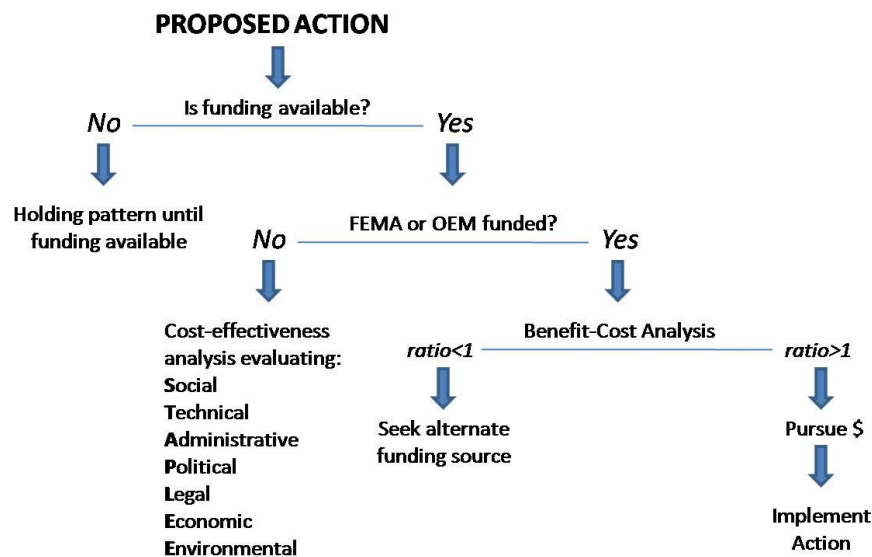 PROPOSED ACTION
Is funding available?
No
Yes
Holding pattern until
funding available
FEMA or OEM funded?
No
Yes
Cost-effectiveness
analysis evaluating:
Social
Technical
Administrative
Political
Legal
Economic
Environmental
Benefit-Cost Analysis
ratio<1
ratio>1
Seek alternate
funding source
Pursue $
Implement
Action